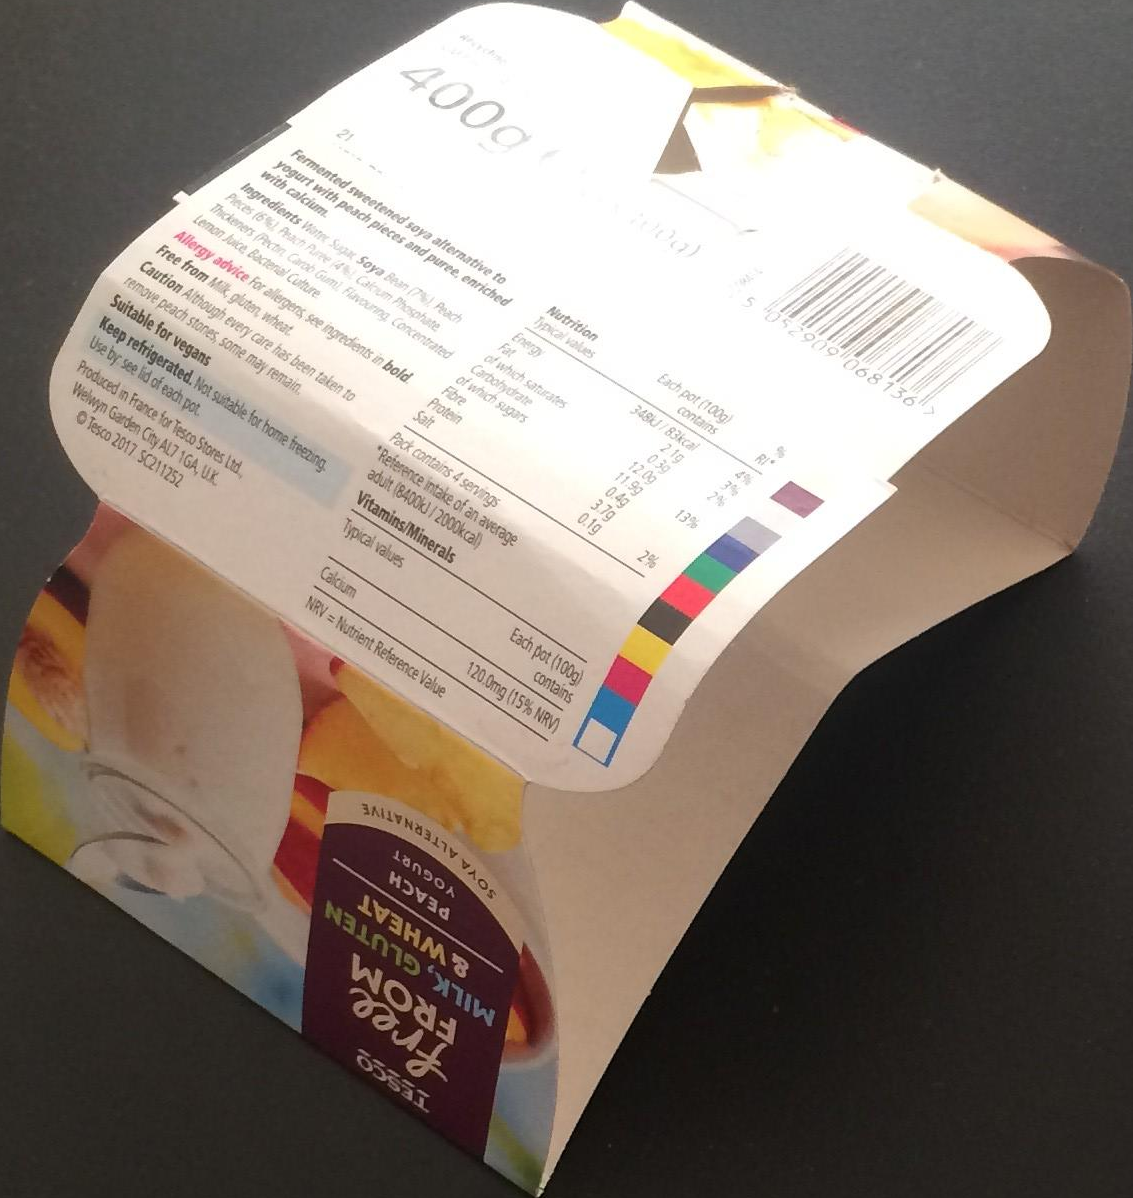 400g
21
Fermented sweetened soya alternative to
yogurt with peach pieces and puree, enriched
with calcium.
Ingredients Water, Sugar, Soya Bean (7%), Peach
Pieces (6%), Peach Purée (4%), Calcium Phosphate,
Thickeners (Pectin, Carob Gum), Flavouring, Concentrated
Lemon Juice, Bacterial Culture.
Allergy advice For allergens, see ingredients in bold.
Free from Milk, gluten, wheat.
Caution Although every care has been taken to
remove peach stones, some may remain.
Suitable for vegans
Keep refrigerated. Not suitable for home freezing.
Use by: see lid of each pot.
Produced in France for Tesco Stores Ltd.,
Welwyn Garden City AL7 1GA, U.K.
© Tesco 2017. SC211252
5 052909 068136 >
Nutrition
Typical values Each pot (100g) contains % RI*
Energy 348kJ / 83kcal 4%
Fat 2.1g 3%
of which saturates 0.3g 2%
Carbohydrate 12.0g
of which sugars 11.9g 13%
Fibre 0.4g
Protein 3.7g
Salt 0.1g 2%
Pack contains 4 servings
*Reference intake of an average
adult (8400kJ / 2000kcal)
Vitamins/Minerals
Typical values Each pot (100g) contains
Calcium 120.0mg (15% NRV)
NRV = Nutrient Reference Value
TESCO
free
FROM
MILK, GLUTEN
& WHEAT
PEACH
YOGURT
SOYA ALTERNATIVE